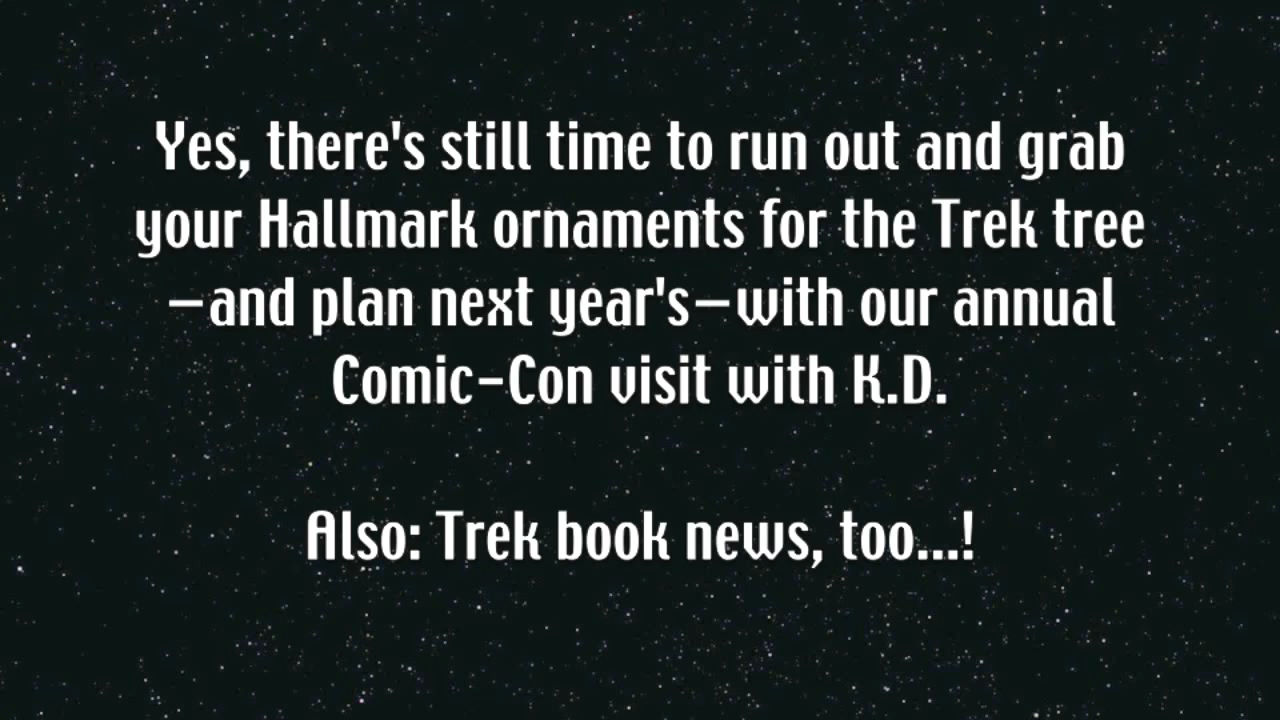 Yes, there's still time to run out and grab
your Hallmark ornaments for the Trek tree
—and plan next year's—with our annual
Comic-Con visit with K.D.
Also: Trek book news, too...!